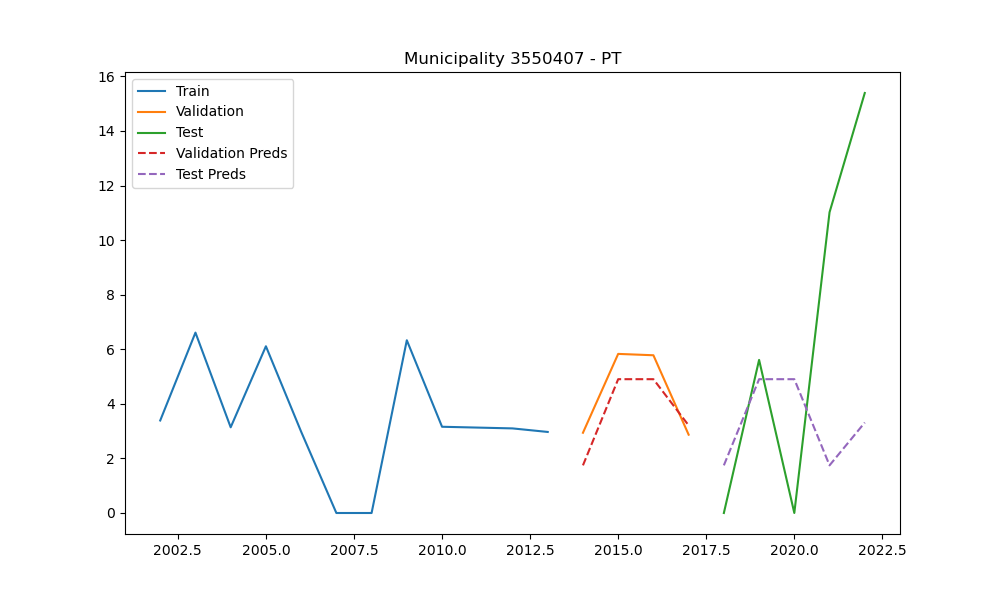 Municipality 3550407 - PT
16
14
12
10
8
6
4
2
0
Train
Validation
Test
Validation Preds
Test Preds
2002.5 2005.0 2007.5 2010.0 2012.5 2015.0 2017.5 2020.0 2022.5